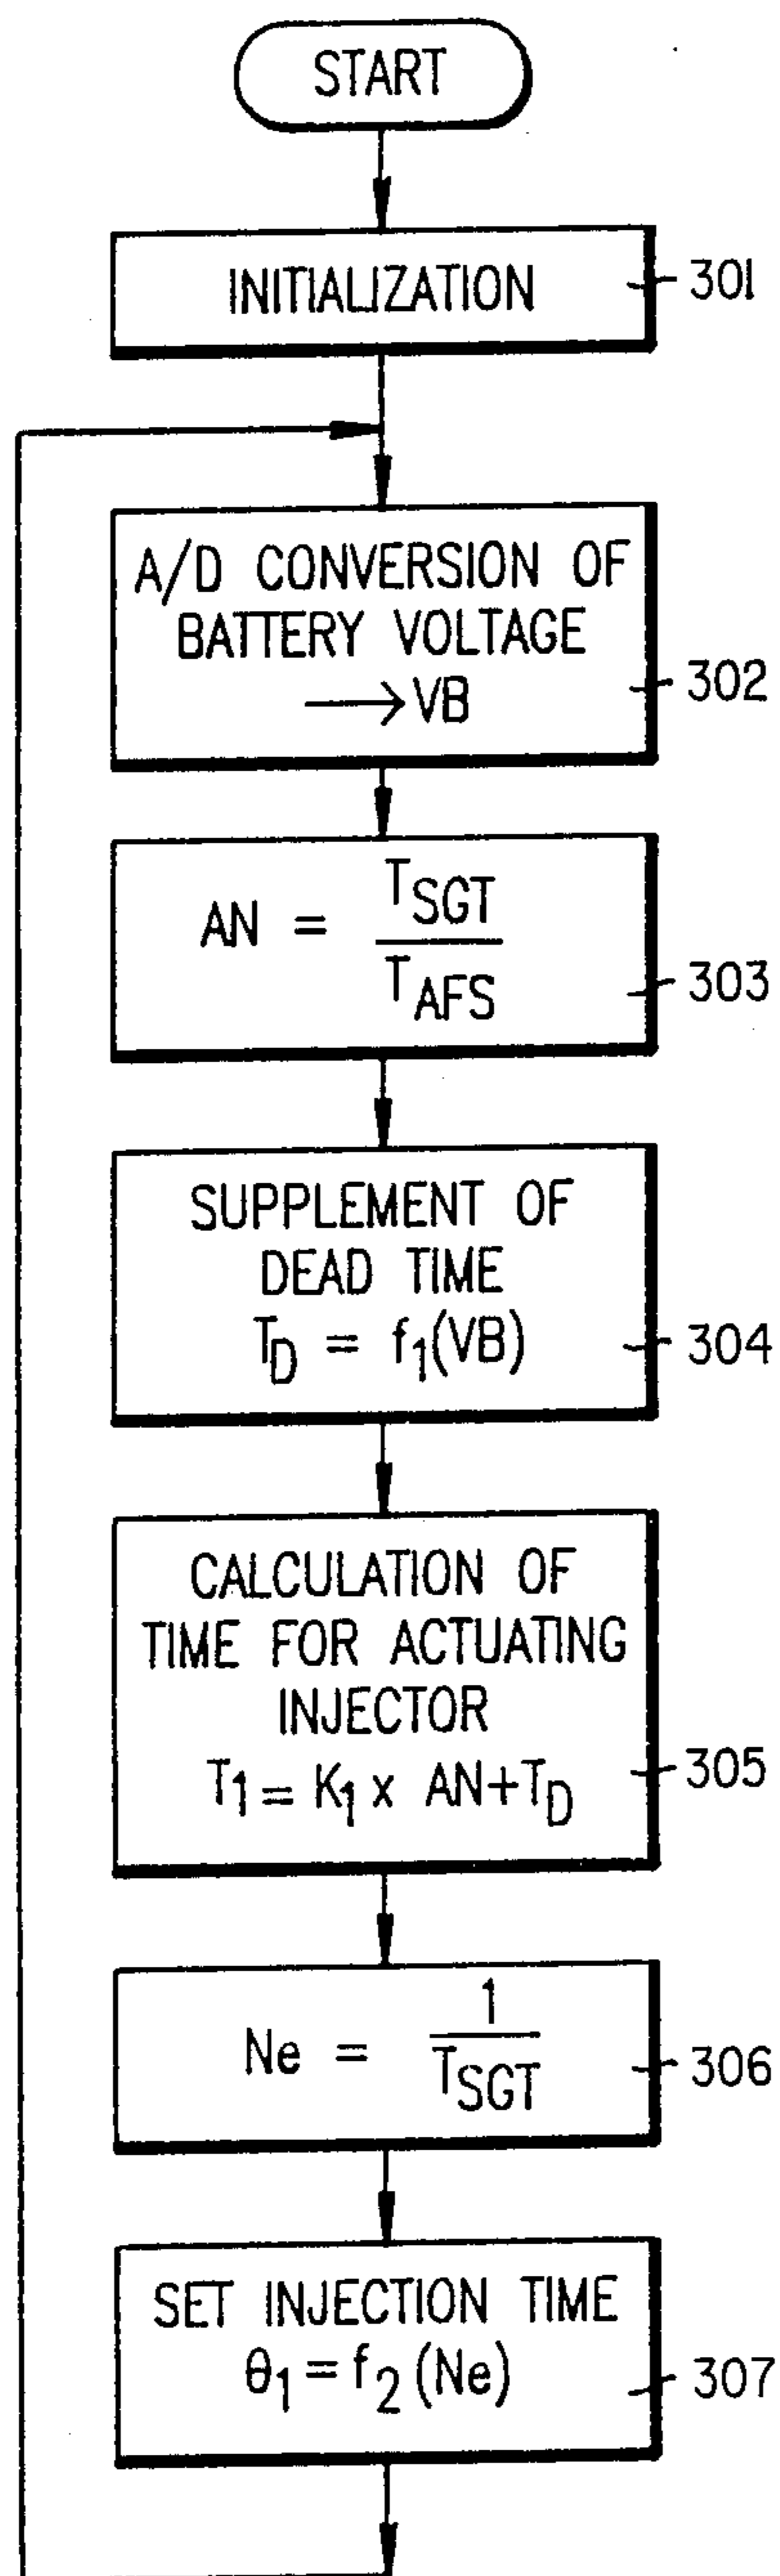 START
INITIALIZATION
301
A/D CONVERSION OF
BATTERY VOLTAGE
→ VB
302
AN = T_SGT / T_AFS
303
SUPPLEMENT OF
DEAD TIME
T_D = f_1(VB)
304
CALCULATION OF
TIME FOR ACTUATING
INJECTOR
T_1 = K_1 x AN+T_D
305
Ne = 1 / T_SGT
306
SET INJECTION TIME
θ_1 = f_2 (Ne)
307